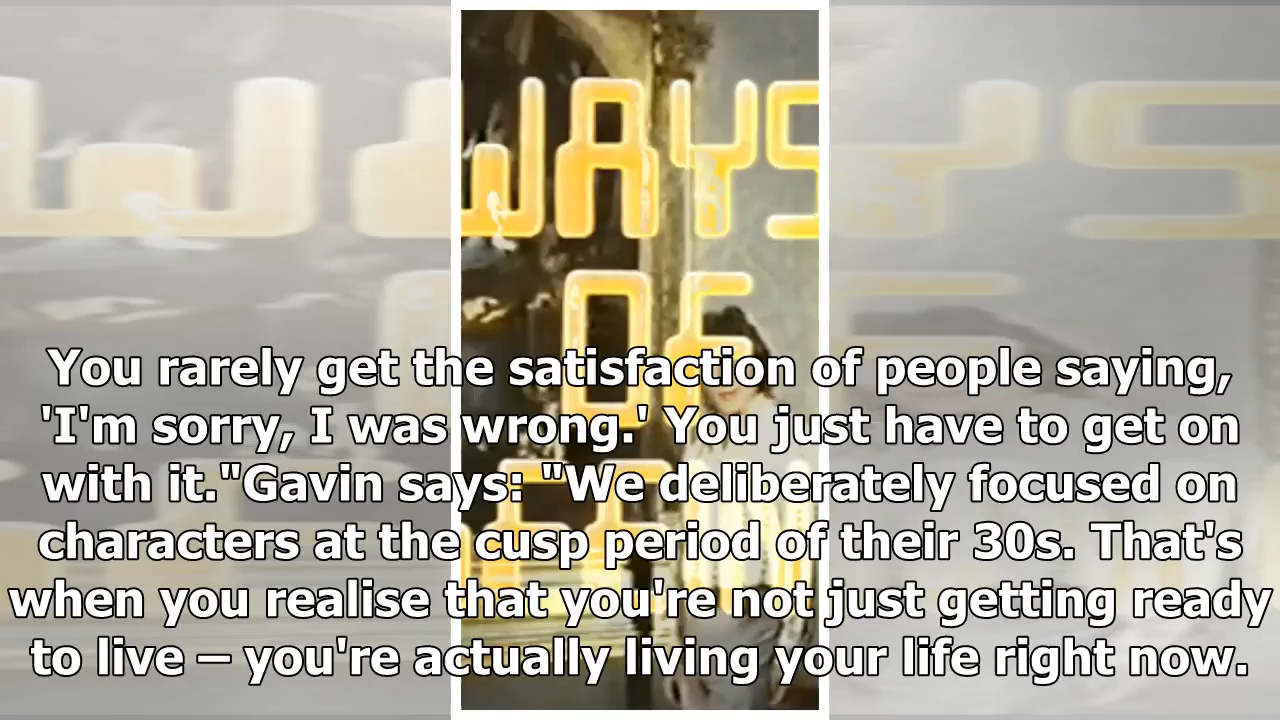 WAYS
OF
You rarely get the satisfaction of people saying,
'I'm sorry, I was wrong.' You just have to get on
with it."Gavin says: "We deliberately focused on
characters at the cusp period of their 30s. That's
when you realise that you're not just getting ready
to live – you're actually living your life right now.